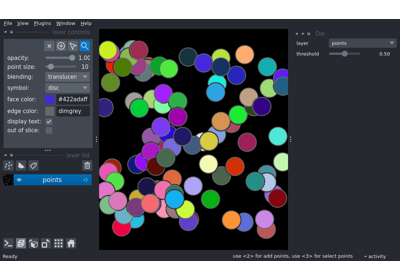 File View Plugins Window Help
layer controls
opacity: 1.00
point size: 10
blending: translucen
symbol: disc
face color: #422adaff
edge color: dimgrey
display text:
out of slice:
layer list
points
Ready
use <2> for add points, use <3> for select points
activity
Do
layer points
threshold 0.50